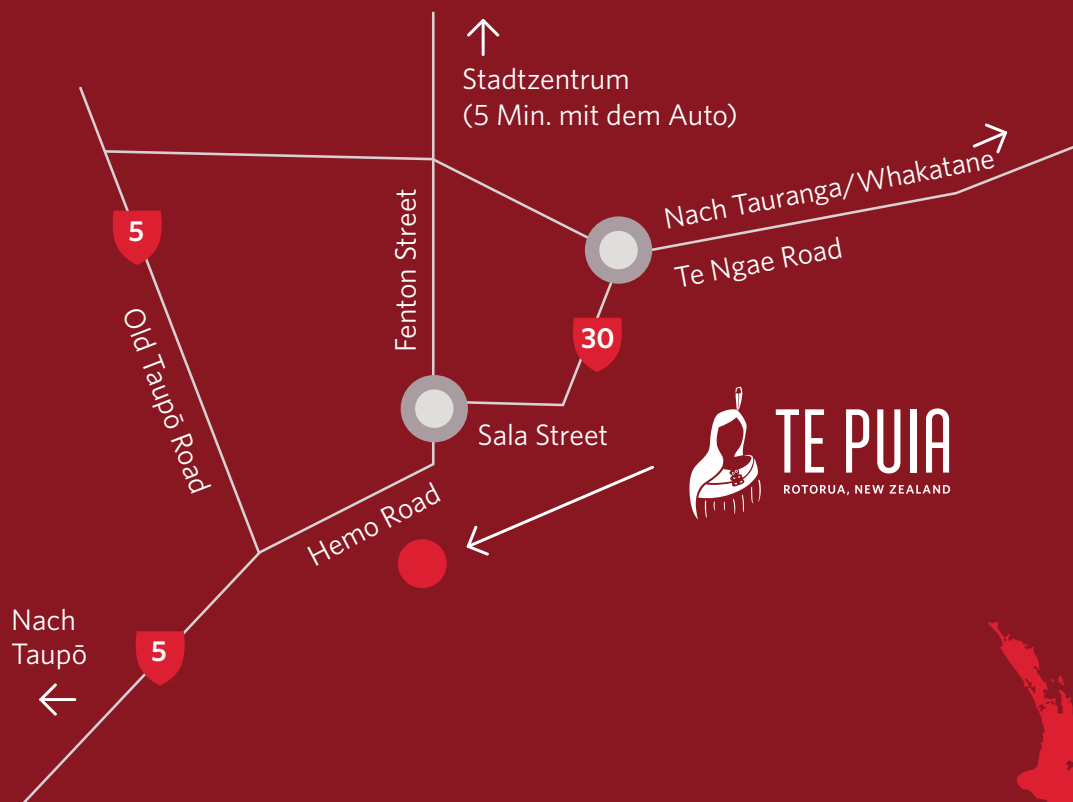 Stadtzentrum
(5 Min. mit dem Auto)
Nach Tauranga/Whakatane
Te Ngae Road
5
Fenton Street
Old Taupō Road
30
Sala Street
TE PUIA
ROTORUA, NEW ZEALAND
Hemo Road
Nach
Taupō
5